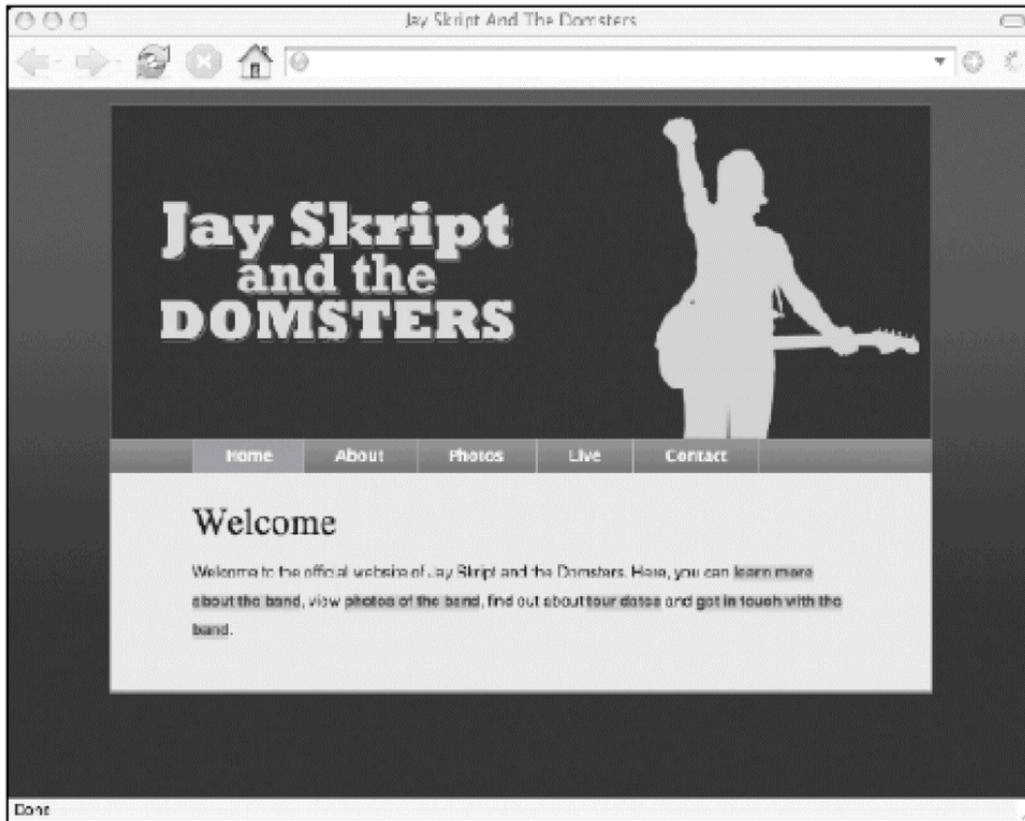 Jay Skript And The Domsters
Jay Skript
and the
DOMSTERS
Home About Photos Live Contact
Welcome
Welcome to the official website of Jay Skript and the Domsters. Here, you can learn more
about the band, view photos of the band, find out about tour dates and get in touch with the
band.
Done